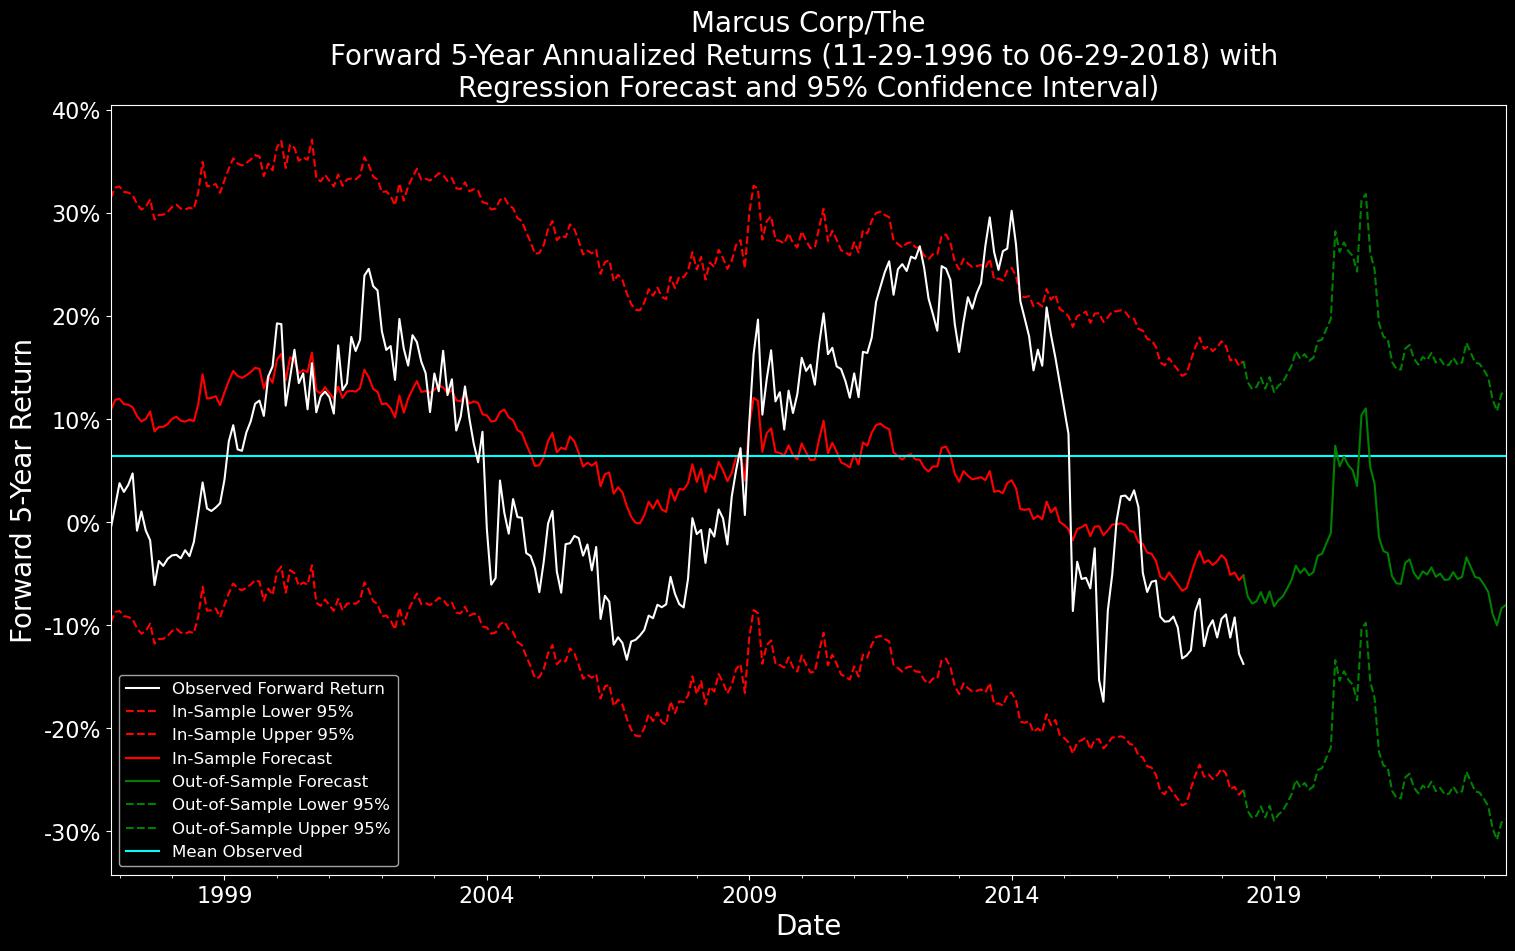 Marcus Corp/The
Forward 5-Year Annualized Returns (11-29-1996 to 06-29-2018) with
Regression Forecast and 95% Confidence Interval)
Forward 5-Year Return
40%
30%
20%
10%
0%
-10%
-20%
-30%
Observed Forward Return
In-Sample Lower 95%
In-Sample Upper 95%
In-Sample Forecast
Out-of-Sample Forecast
Out-of-Sample Lower 95%
Out-of-Sample Upper 95%
Mean Observed
1999
2004
2009
2014
2019
Date